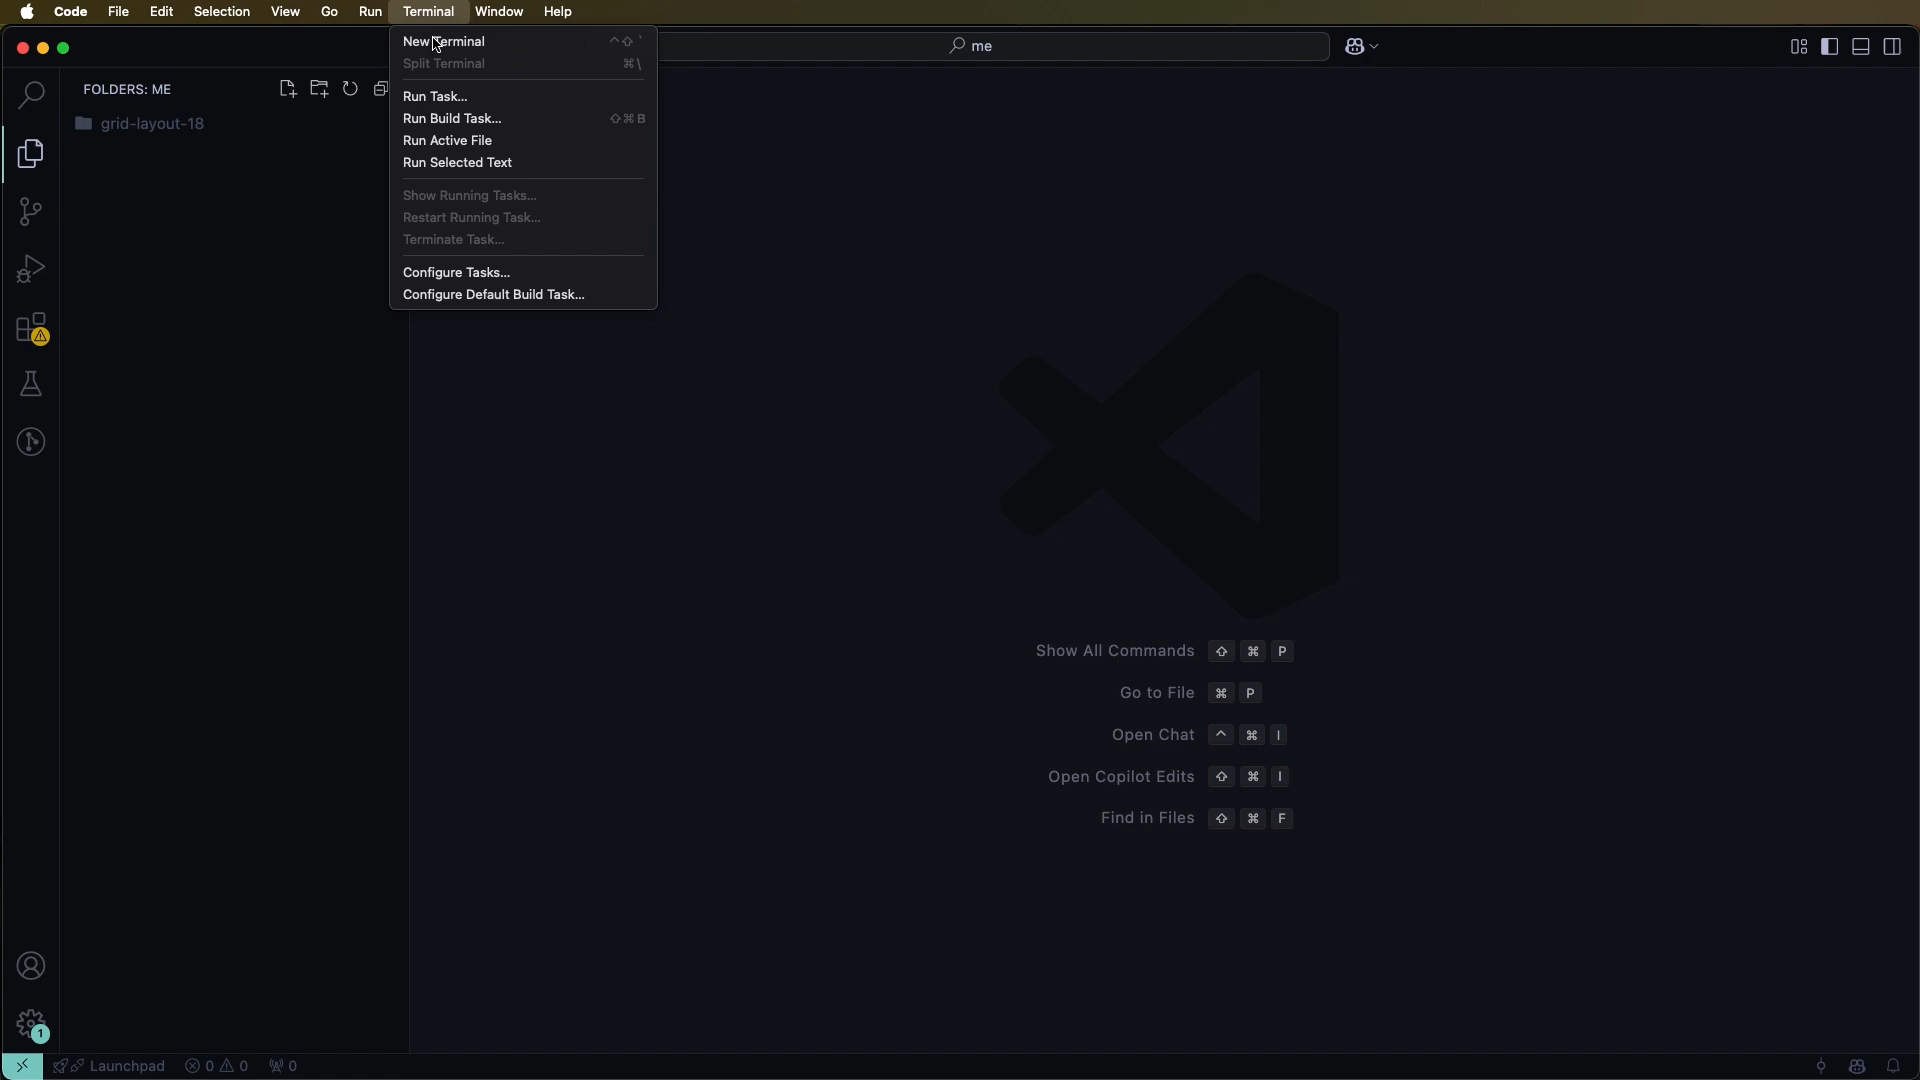 Code File Edit Selection View Go Run Terminal Window Help
me
FOLDERS: ME
grid-layout-18
New Terminal ^⇧`
Split Terminal ⌘\
Run Task...
Run Build Task... ⇧⌘B
Run Active File
Run Selected Text
Show Running Tasks...
Restart Running Task...
Terminate Task...
Configure Tasks...
Configure Default Build Task...
Show All Commands ⇧ ⌘ P
Go to File ⌘ P
Open Chat ^ ⌘ I
Open Copilot Edits ⇧ ⌘ I
Find in Files ⇧ ⌘ F
1
Launchpad 0 0 0